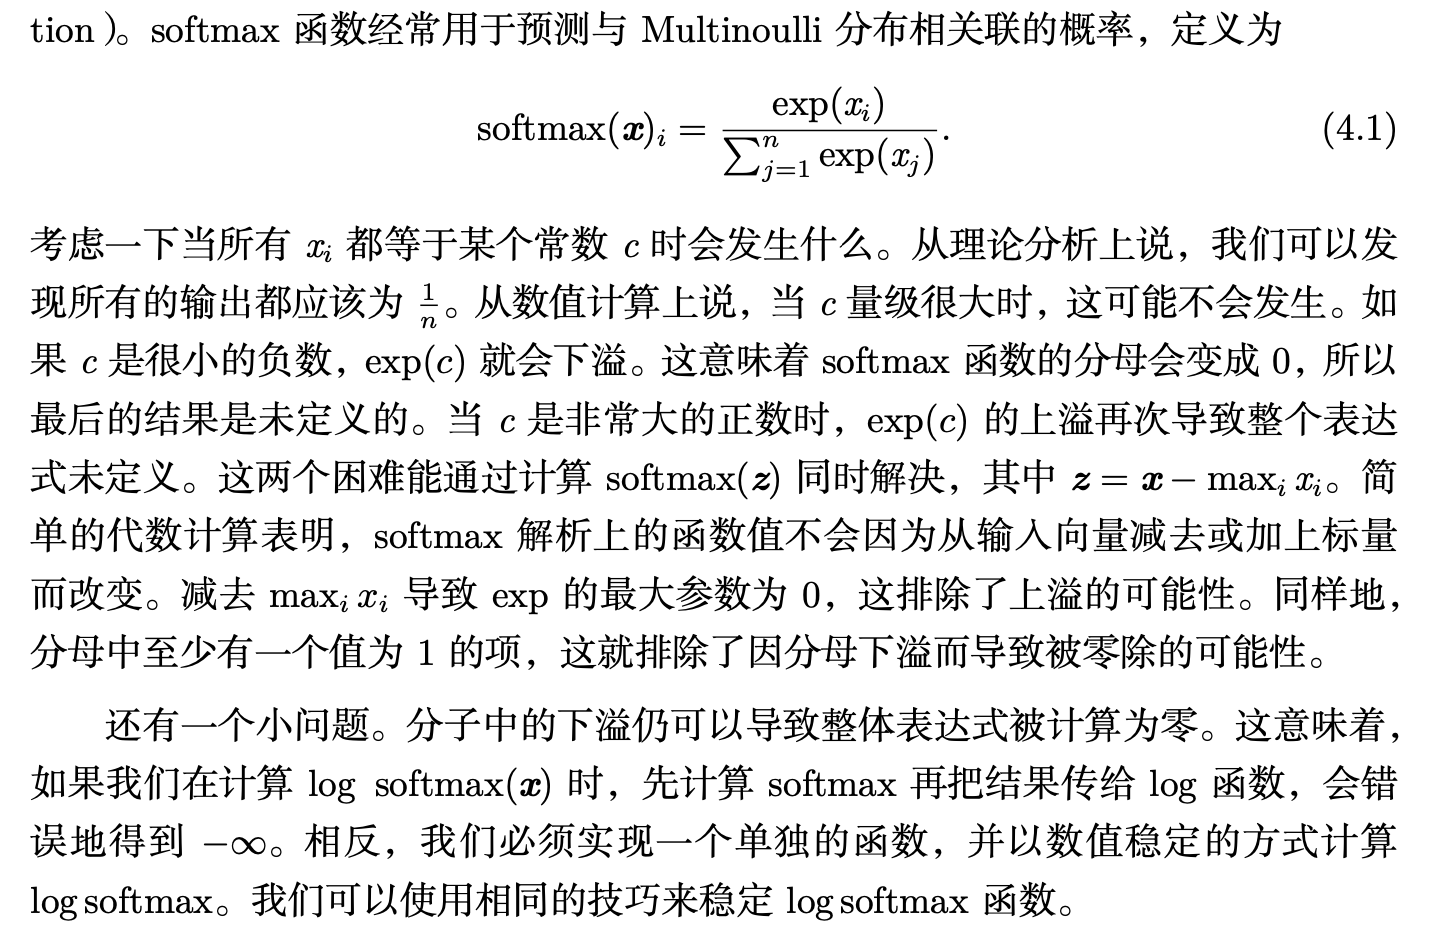 tion )。softmax 函数经常用于预测与 Multinoulli 分布相关联的概率，定义为
softmax(x)_i = exp(x_i) / ∑_{j=1}^{n} exp(x_j). (4.1)
考虑一下当所有 x_i 都等于某个常数 c 时会发生什么。从理论分析上说，我们可以发
现所有的输出都应该为 1/n。从数值计算上说，当 c 量级很大时，这可能不会发生。如
果 c 是很小的负数，exp(c) 就会下溢。这意味着 softmax 函数的分母会变成 0，所以
最后的结果是未定义的。当 c 是非常大的正数时，exp(c) 的上溢再次导致整个表达
式未定义。这两个困难能通过计算 softmax(z) 同时解决，其中 z = x − max_i x_i。简
单的代数计算表明，softmax 解析上的函数值不会因为从输入向量减去或加上标量
而改变。减去 max_i x_i 导致 exp 的最大参数为 0，这排除了上溢的可能性。同样地，
分母中至少有一个值为 1 的项，这就排除了因分母下溢而导致被零除的可能性。
还有一个小问题。分子中的下溢仍可以导致整体表达式被计算为零。这意味着，
如果我们在计算 log softmax(x) 时，先计算 softmax 再把结果传给 log 函数，会错
误地得到 −∞。相反，我们必须实现一个单独的函数，并以数值稳定的方式计算
log softmax。我们可以使用相同的技巧来稳定 log softmax 函数。